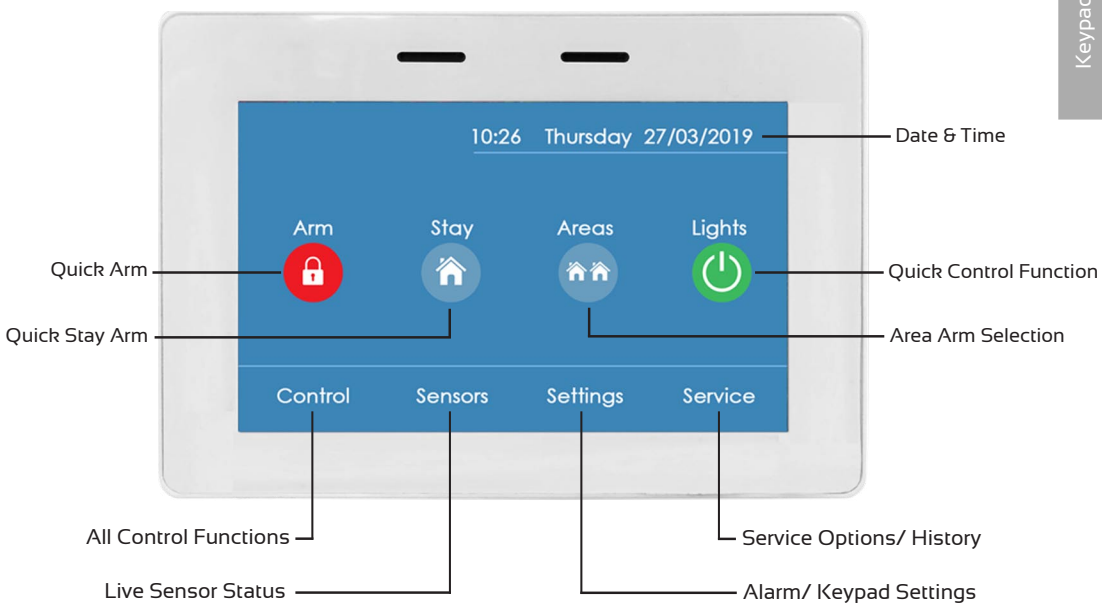 Keypad
10:26 Thursday 27/03/2019
Date & Time
Arm
Stay
Areas
Lights
Quick Arm
Quick Control Function
Quick Stay Arm
Area Arm Selection
Control
Sensors
Settings
Service
All Control Functions
Service Options/ History
Live Sensor Status
Alarm/ Keypad Settings